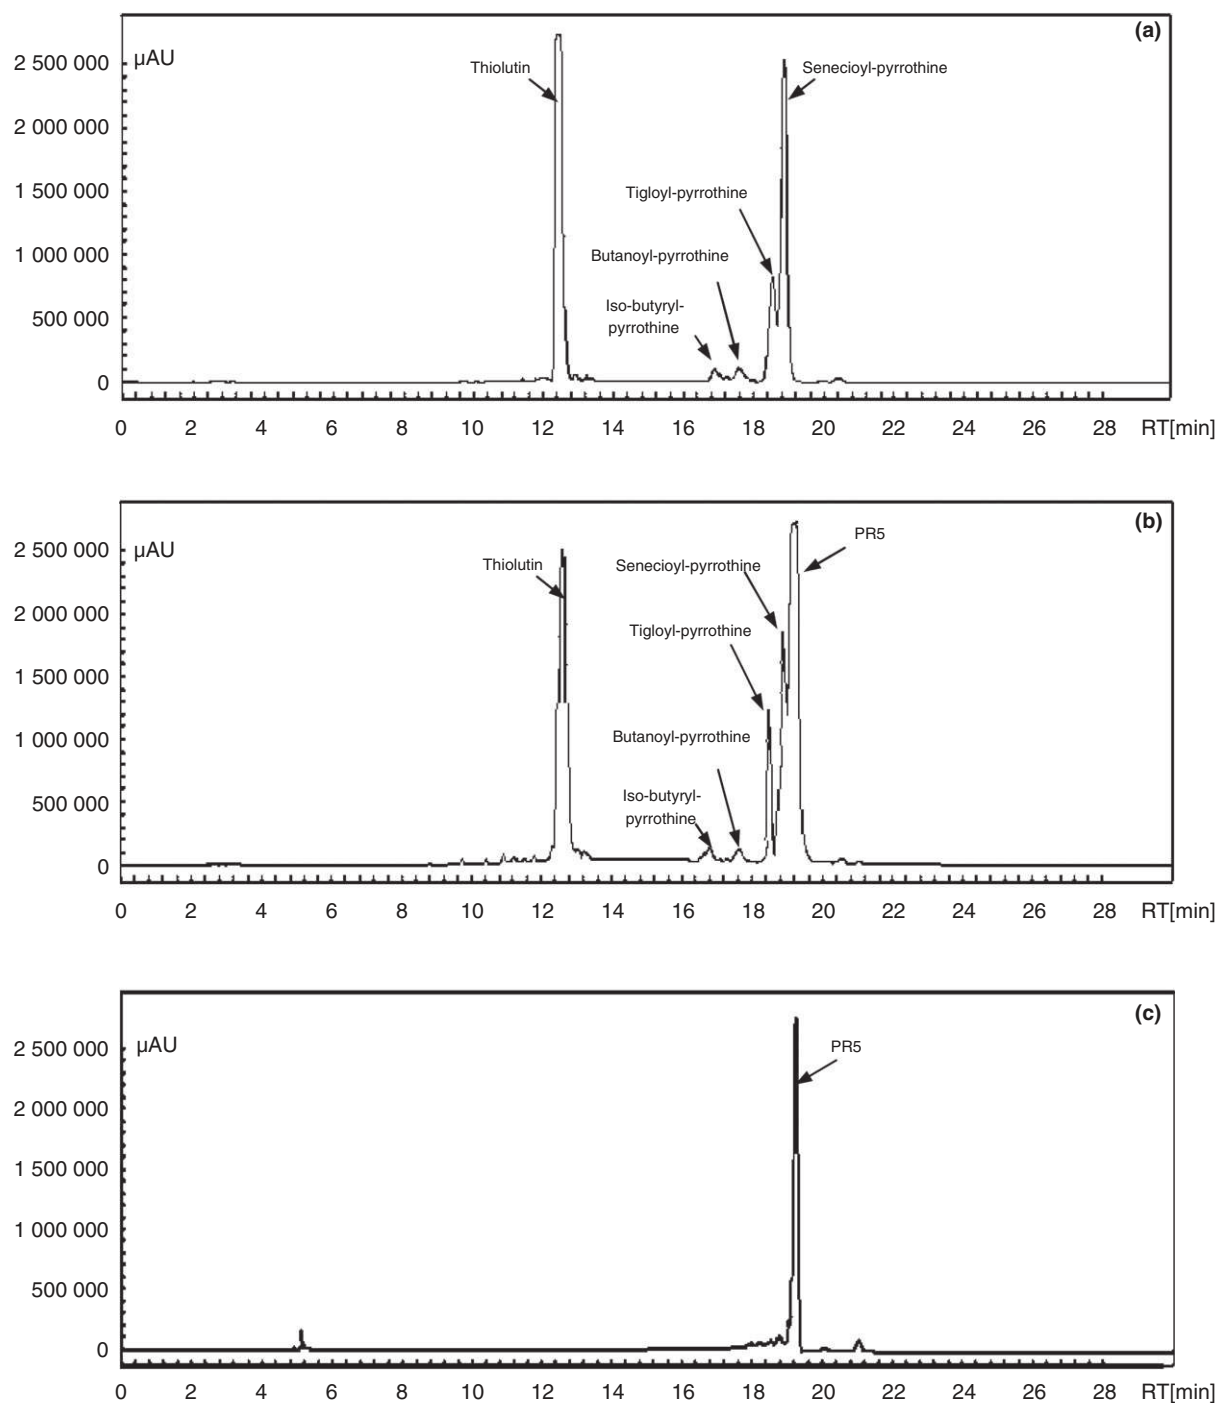 (a)
µAU
2 500 000
Thiolutin
Senecioyl-pyrrothine
2 000 000
1 500 000
Tigloyl-pyrrothine
1 000 000
Butanoyl-pyrrothine
Iso-butyryl-
pyrrothine
500 000
0
0 2 4 6 8 10 12 14 16 18 20 22 24 26 28 RT[min]
(b)
µAU
2 500 000
PR5
Thiolutin
Senecioyl-pyrrothine
2 000 000
Tigloyl-pyrrothine
1 500 000
1 000 000
Butanoyl-pyrrothine
Iso-butyryl-
pyrrothine
500 000
0
0 2 4 6 8 10 12 14 16 18 20 22 24 26 28 RT[min]
(c)
µAU
2 500 000
PR5
2 000 000
1 500 000
1 000 000
500 000
0
0 2 4 6 8 10 12 14 16 18 20 22 24 26 28 RT[min]